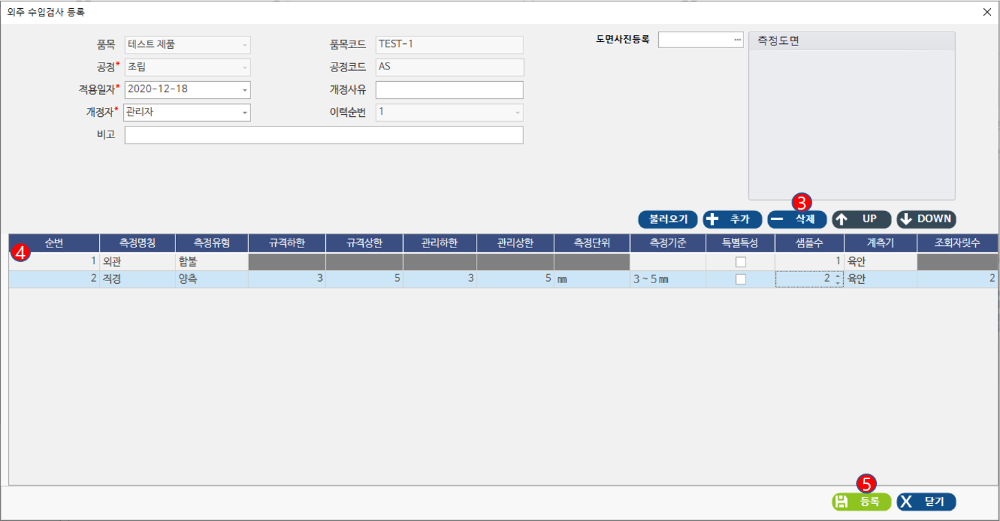 외주 수입검사 등록
품목 테스트 제품 품목코드 TEST-1 도면사진등록 ... 측정도면
공정* 조립 공정코드 AS
적용일자* 2020-12-18 개정사유
개정자* 관리자 이력순번 1
비고
3
불러오기 추가 삭제 UP DOWN
4
순번 측정명칭 측정유형 규격하한 규격상한 관리하한 관리상한 측정단위 측정기준 특별특성 샘플수 계측기 조회자릿수
1 외관 합불 1 육안
2 직경 양측 3 5 3 5 ㎜ 3 ~ 5 ㎜ 2 육안 2
5
등록 X 닫기